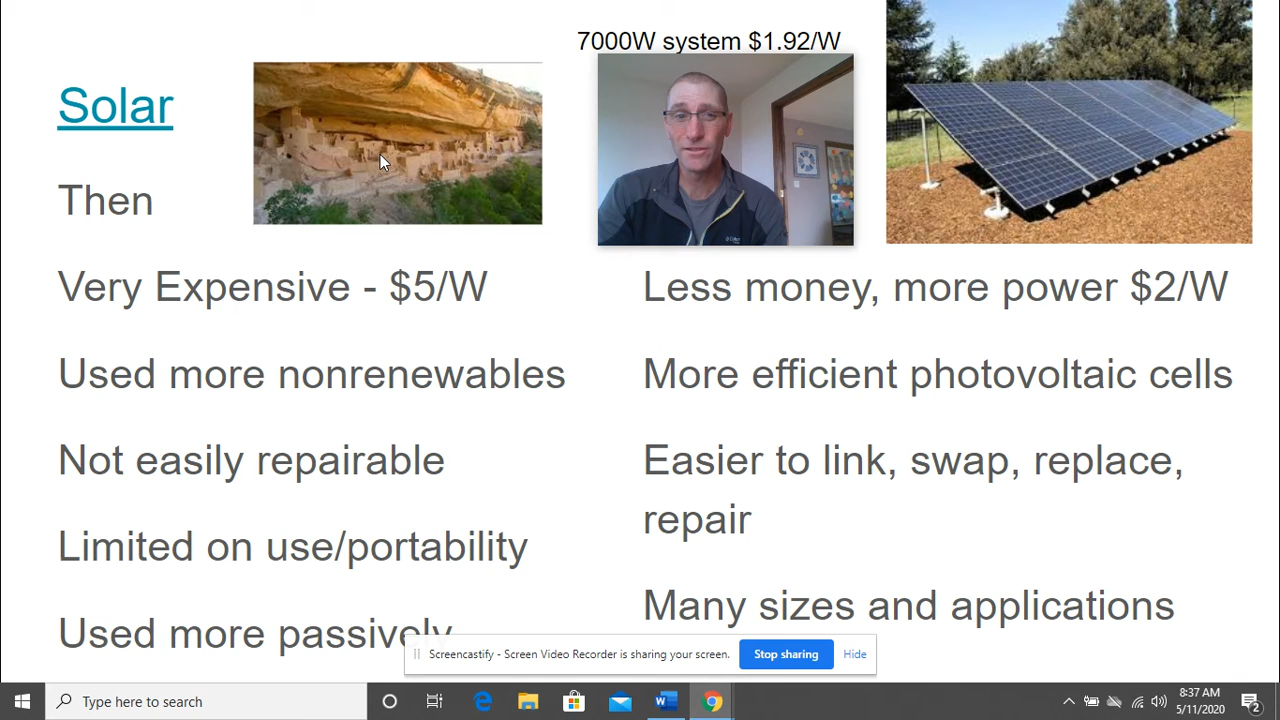 7000W system $1.92/W
Solar
Then
Very Expensive - $5/W
Used more nonrenewables
Not easily repairable
Limited on use/portability
Used more passively
Less money, more power $2/W
More efficient photovoltaic cells
Easier to link, swap, replace,
repair
Many sizes and applications
Screencastify - Screen Video Recorder is sharing your screen.
Stop sharing
Hide
Type here to search
8:37 AM
5/11/2020
2